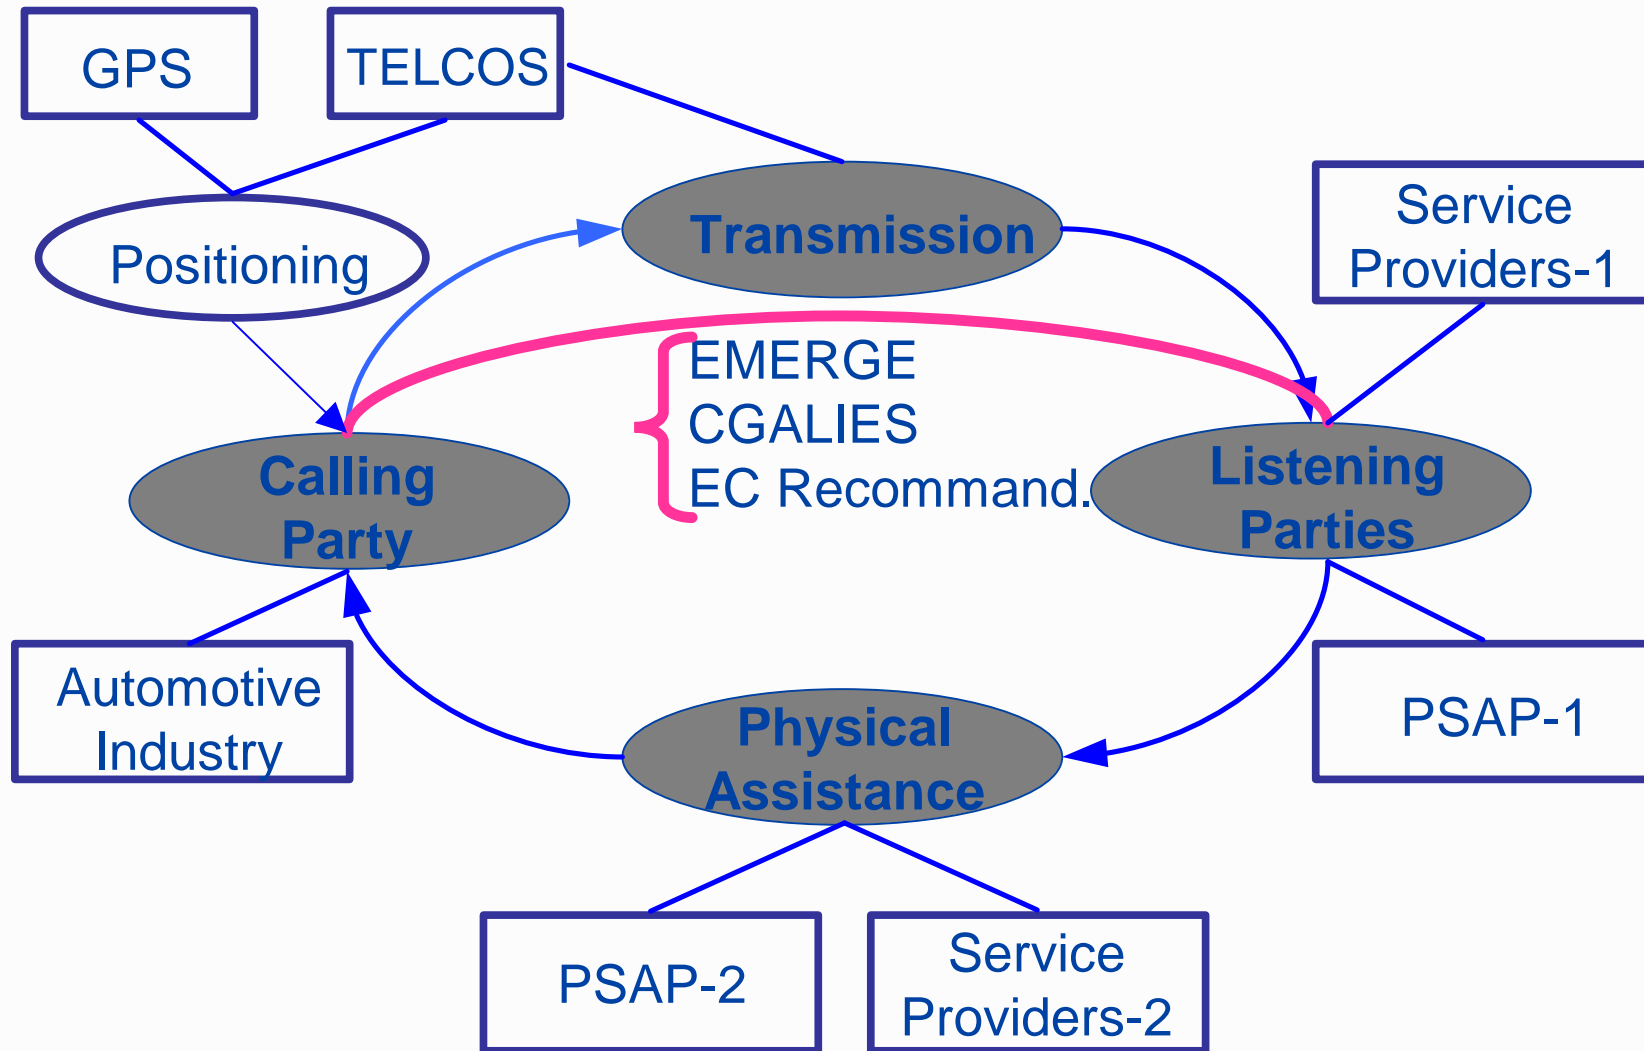 GPS
TELCOS
Transmission
Service
Providers-1
Positioning
EMERGE
CGALIES
EC Recommand.
Calling
Party
Listening
Parties
Automotive
Industry
Physical
Assistance
PSAP-1
PSAP-2
Service
Providers-2